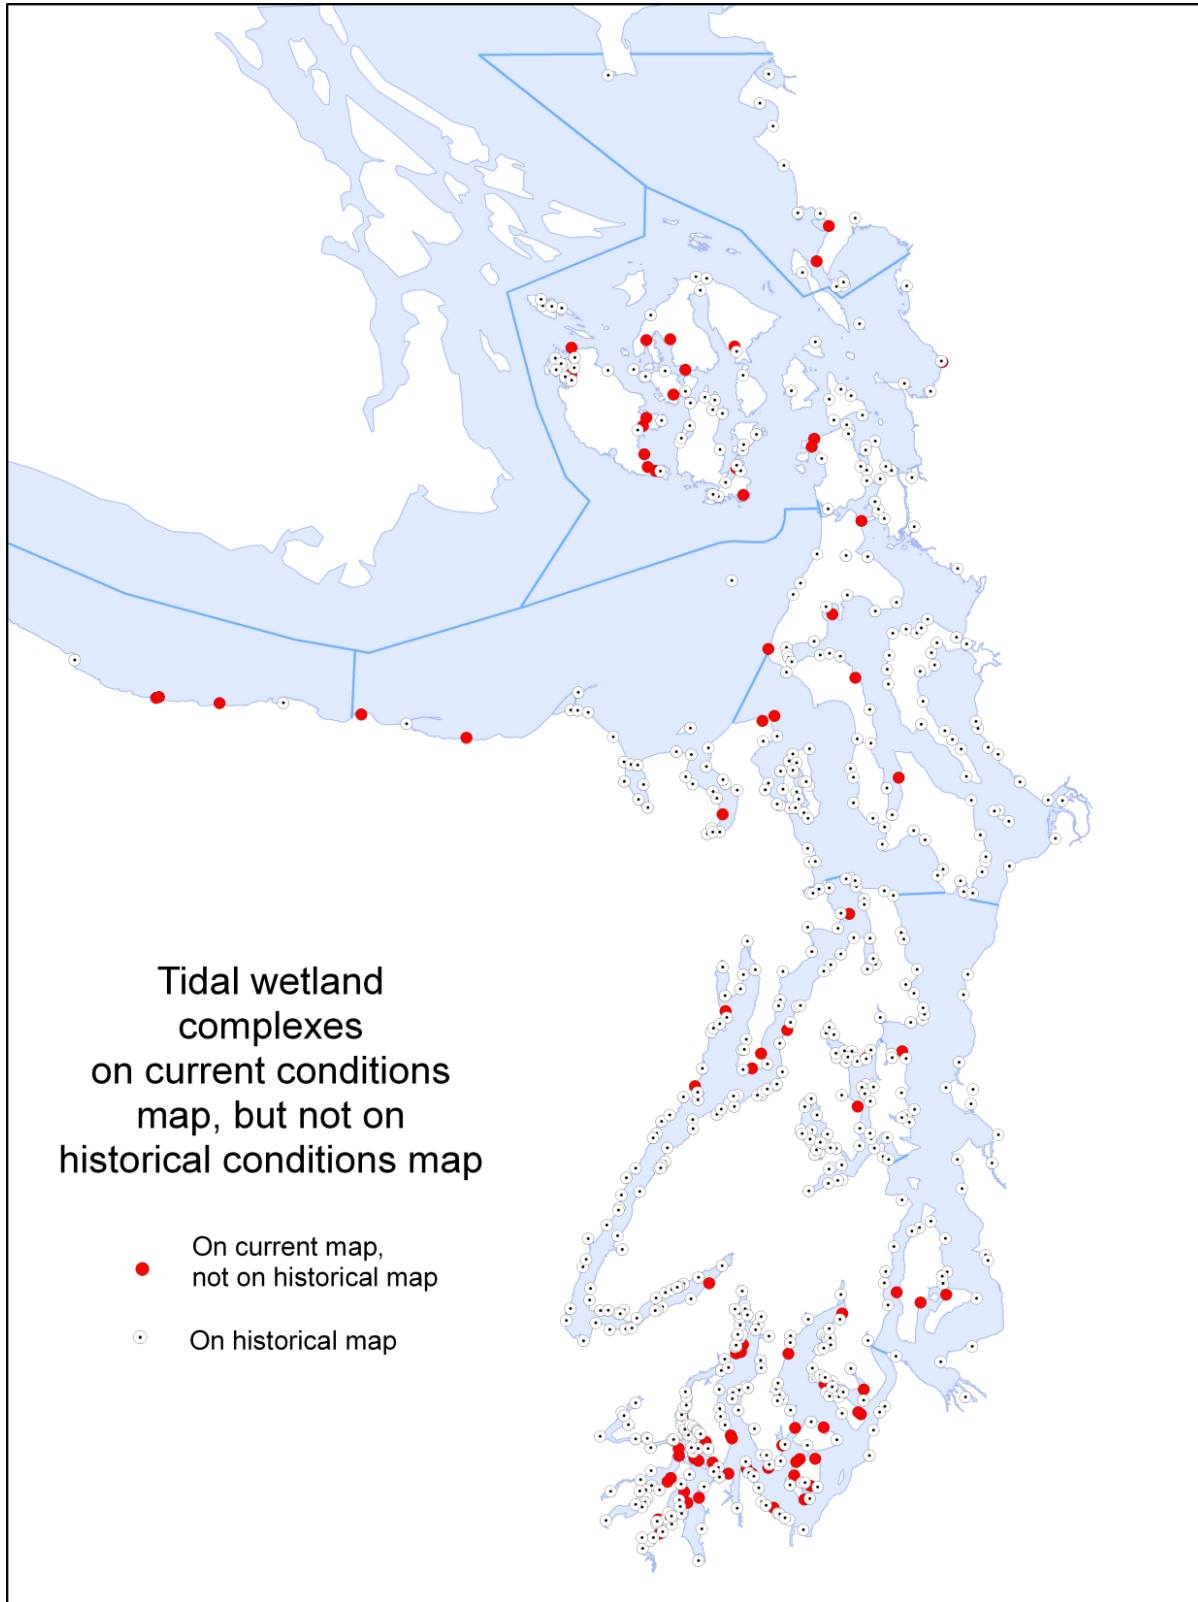 Tidal wetland
complexes
on current conditions
map, but not on
historical conditions map
On current map,
not on historical map
On historical map